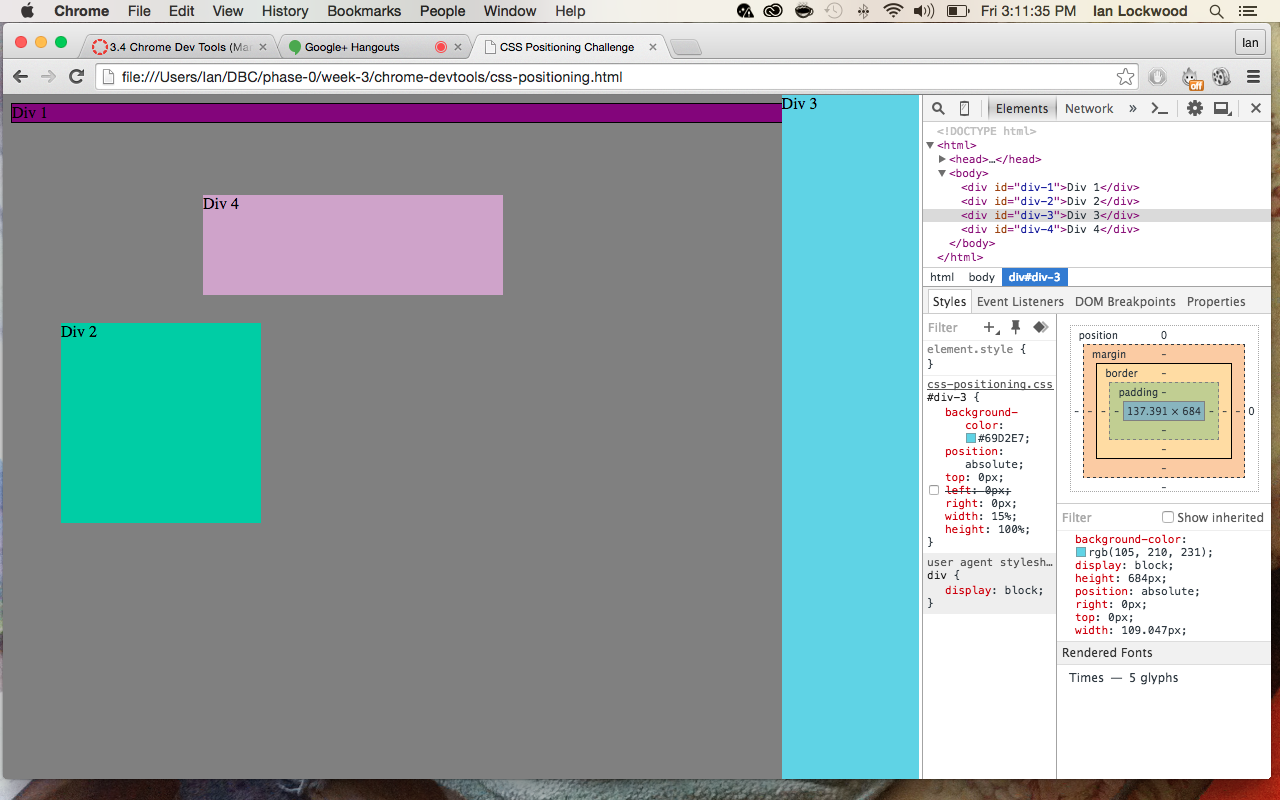 Chrome File Edit View History Bookmarks People Window Help Fri 3:11:35 PM Ian Lockwood
3.4 Chrome Dev Tools (Ma Google+ Hangouts CSS Positioning Challenge Ian
file:///Users/Ian/DBC/phase-0/week-3/chrome-devtools/css-positioning.html off
Div 1
Div 3
Div 4
Div 2
Elements Network » >_
<!DOCTYPE html>
<html>
<head>…</head>
<body>
<div id="div-1">Div 1</div>
<div id="div-2">Div 2</div>
<div id="div-3">Div 3</div>
<div id="div-4">Div 4</div>
</body>
</html>
html body div#div-3
Styles Event Listeners DOM Breakpoints Properties
Filter
element.style {
}
css-positioning.css
#div-3 {
background-
color:
#69D2E7;
position:
absolute;
top: 0px;
left: 0px;
right: 0px;
width: 15%;
height: 100%;
}
user agent stylesh…
div {
display: block;
}
position 0
margin -
border -
padding -
- - - - 137.391 × 684 - - - 0
-
-
-
-
Filter Show inherited
background-color:
rgb(105, 210, 231);
display: block;
height: 684px;
position: absolute;
right: 0px;
top: 0px;
width: 109.047px;
Rendered Fonts
Times — 5 glyphs